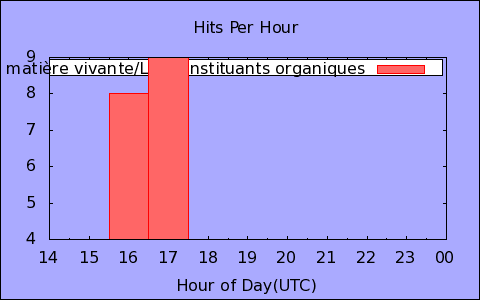 Hits Per Hour
9
matière vivante/L nstituants organiques
8
7
6
5
4
14 15 16 17 18 19 20 21 22 23 00
Hour of Day(UTC)